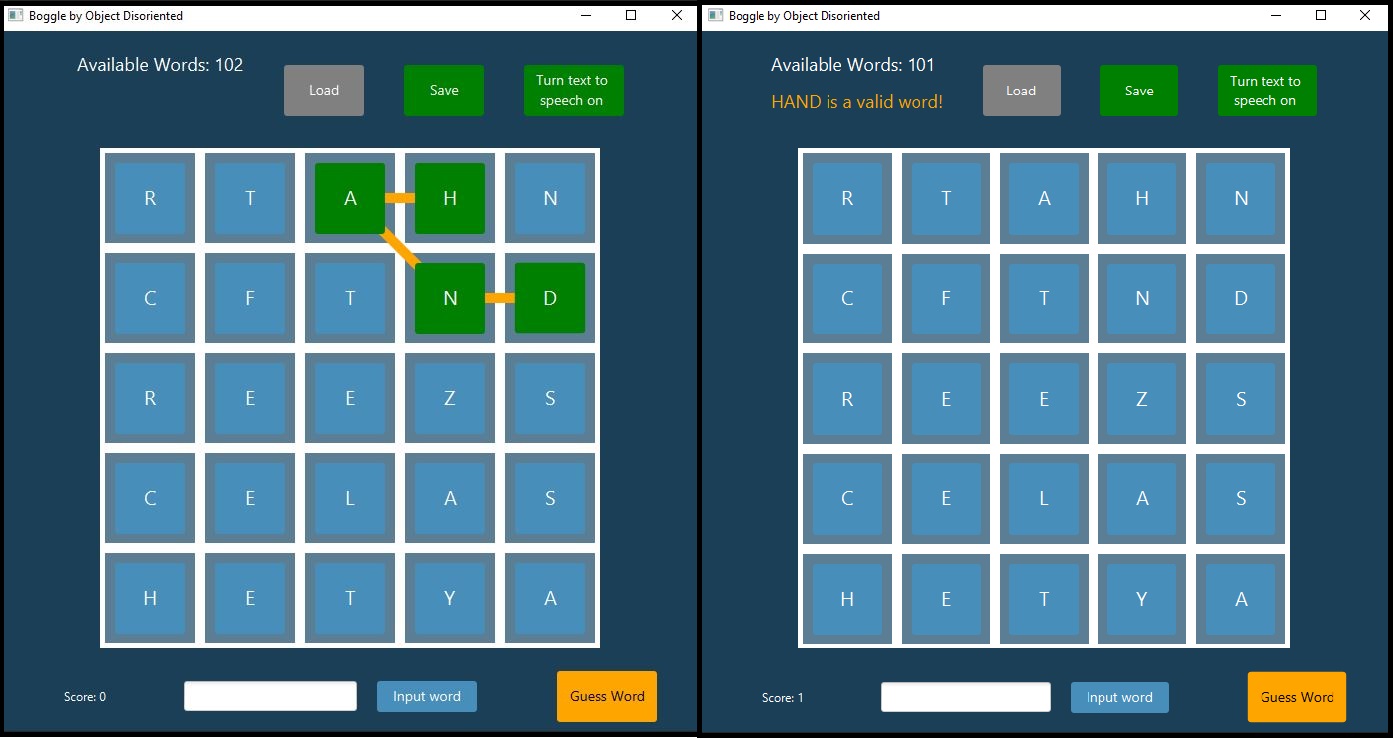 Boggle by Object Disoriented
Available Words: 102
Load
Save
Turn text to
speech on
R T A H N
C F T N D
R E E Z S
C E L A S
H E T Y A
Score: 0
Input word
Guess Word
Boggle by Object Disoriented
Available Words: 101
HAND is a valid word!
Load
Save
Turn text to
speech on
R T A H N
C F T N D
R E E Z S
C E L A S
H E T Y A
Score: 1
Input word
Guess Word